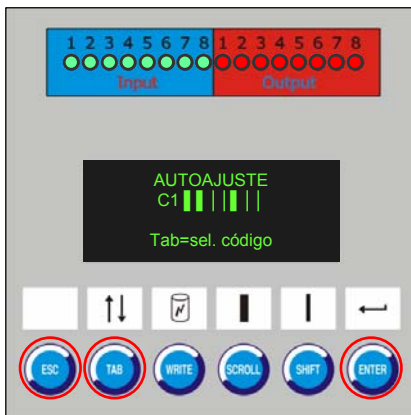 1 2 3 4 5 6 7 8 1 2 3 4 5 6 7 8
Input Output
AUTOAJUSTE
C1
Tab=sel. código
ESC TAB WRITE SCROLL SHIFT ENTER